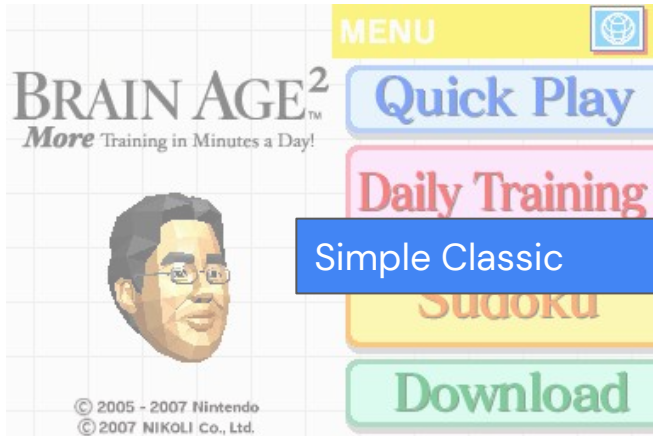 BRAIN AGE²™
More Training in Minutes a Day!
© 2005 - 2007 Nintendo
© 2007 NIKOLI Co., Ltd.
MENU
Quick Play
Daily Training
Simple Classic
Sudoku
Download